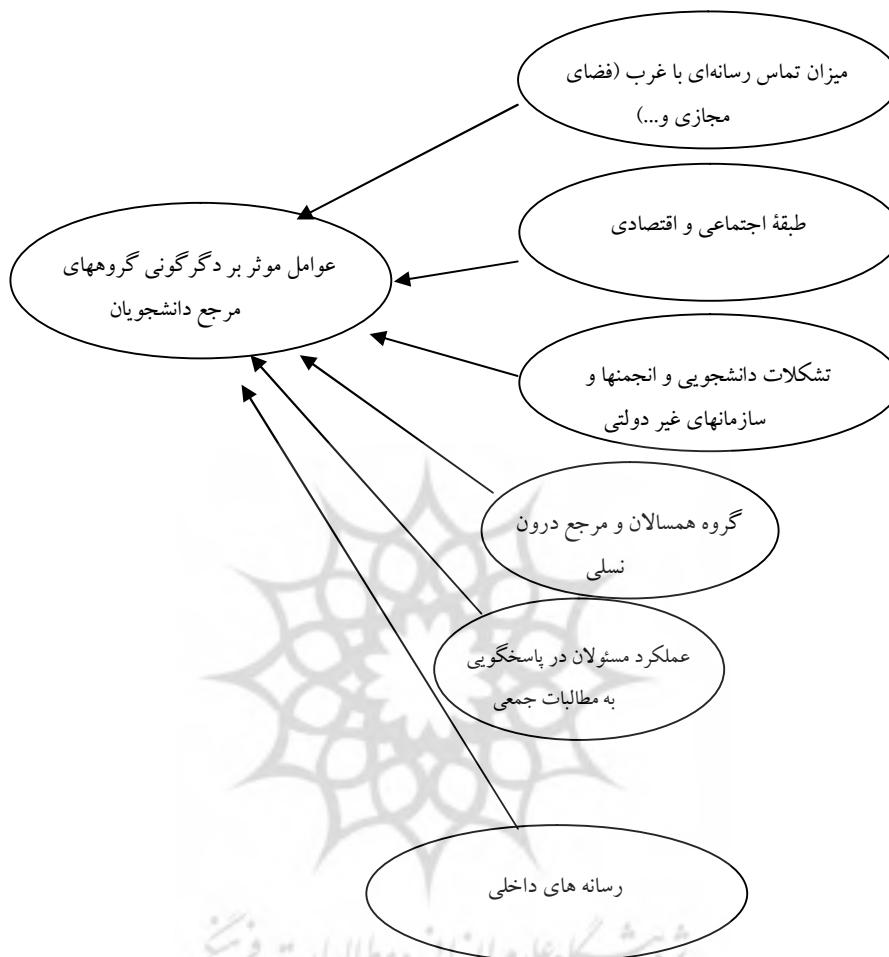 میزان تماس رسانه‌ای با غرب (فضای
مجازی و...)
طبقهٔ اجتماعی و اقتصادی
عوامل موثر بر دگرگونی گروههای
مرجع دانشجویان
تشکلات دانشجویی و انجمنها و
سازمانهای غیر دولتی
گروه همسالان و مرجع درون
نسلی
عملکرد مسئولان در پاسخگویی
به مطالبات جمعی
رسانه های داخلی